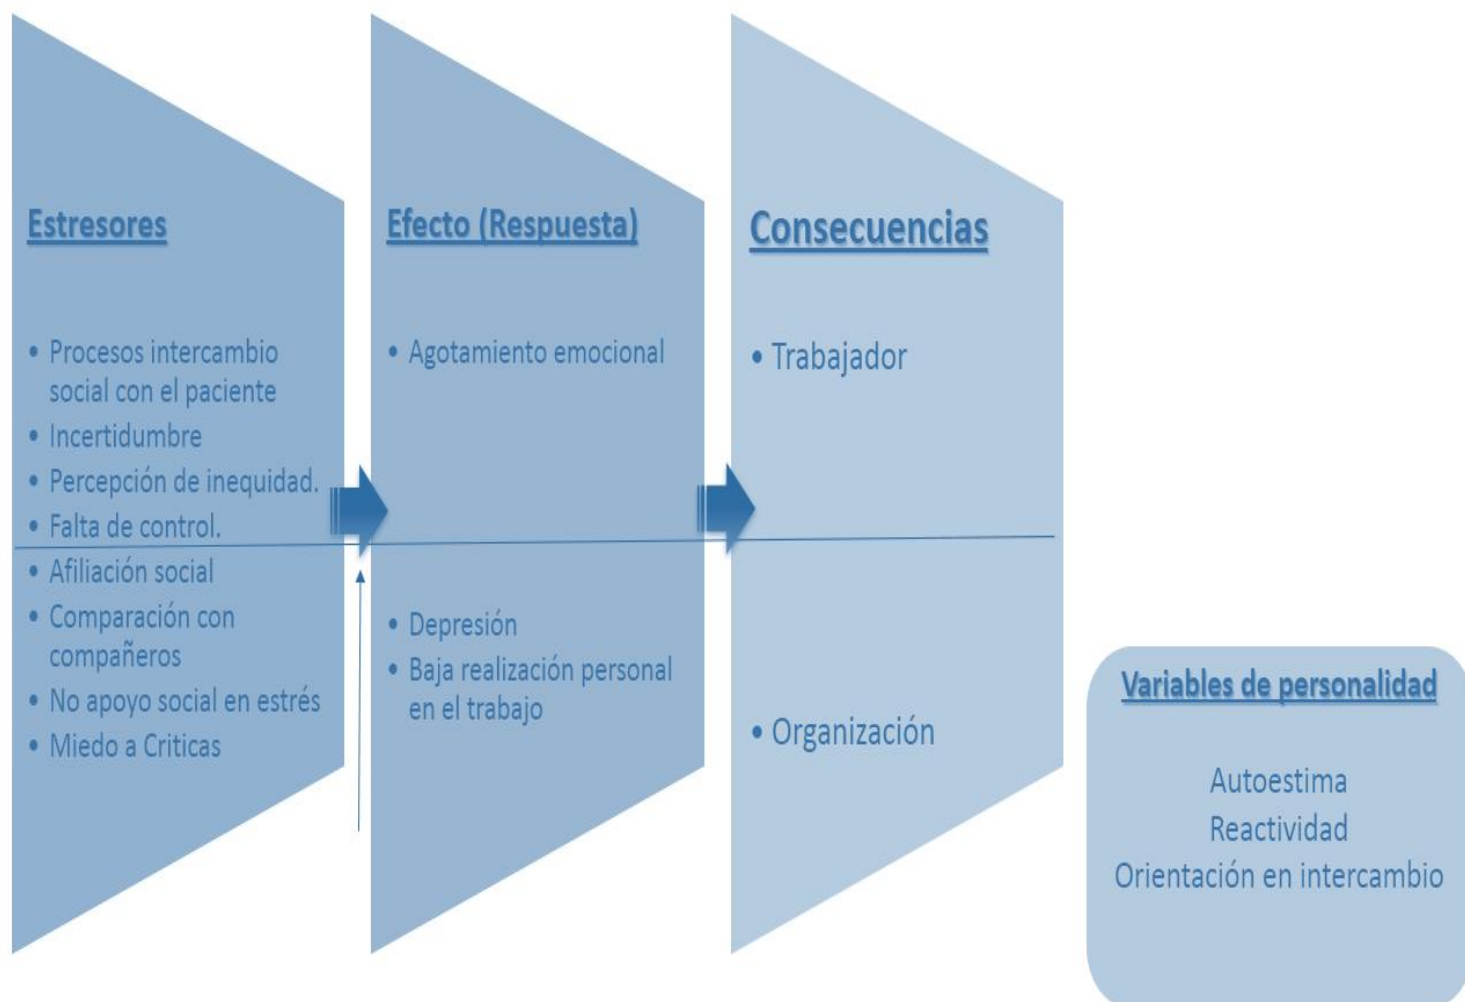 Estresores
• Procesos intercambio
social con el paciente
• Incertidumbre
• Percepción de inequidad.
• Falta de control.
• Afiliación social
• Comparación con
compañeros
• No apoyo social en estrés
• Miedo a Criticas
Efecto (Respuesta)
• Agotamiento emocional
• Depresión
• Baja realización personal
en el trabajo
Consecuencias
• Trabajador
• Organización
Variables de personalidad
Autoestima
Reactividad
Orientación en intercambio